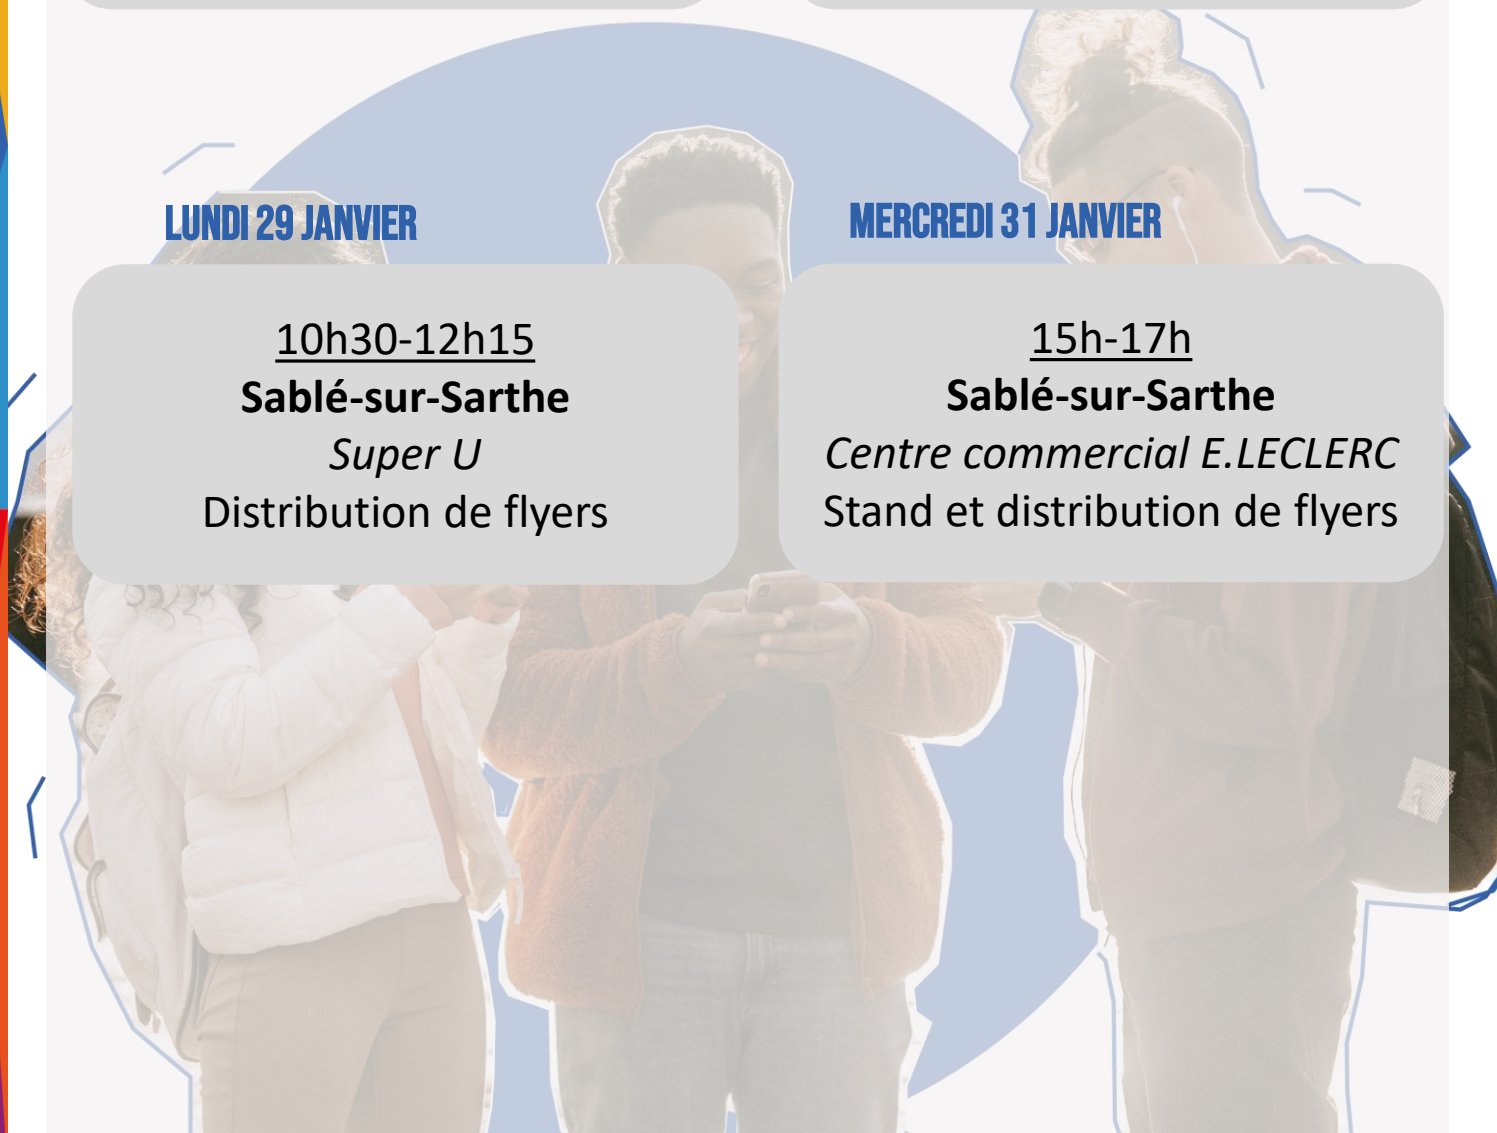 LUNDI 29 JANVIER
10h30-12h15
Sablé-sur-Sarthe
Super U
Distribution de flyers
MERCREDI 31 JANVIER
15h-17h
Sablé-sur-Sarthe
Centre commercial E.LECLERC
Stand et distribution de flyers